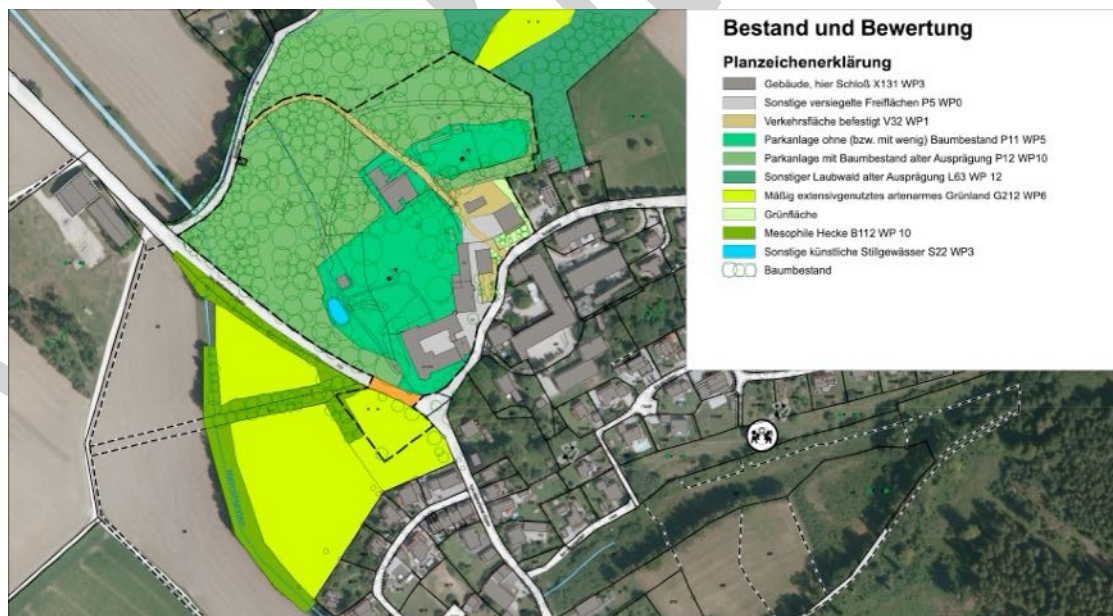 Bestand und Bewertung
Planzeichenerklärung
Gebäude, hier Schloß X131 WP3
Sonstige versiegelte Freiflächen P5 WP0
Verkehrsfläche befestigt V32 WP1
Parkanlage ohne (bzw. mit wenig) Baumbestand P11 WP5
Parkanlage mit Baumbestand alter Ausprägung P12 WP10
Sonstiger Laubwald alter Ausprägung L63 WP 12
Mäßig extensivgenutztes artenarmes Grünland G212 WP6
Grünfläche
Mesophile Hecke B112 WP 10
Sonstige künstliche Stillgewässer S22 WP3
Baumbestand